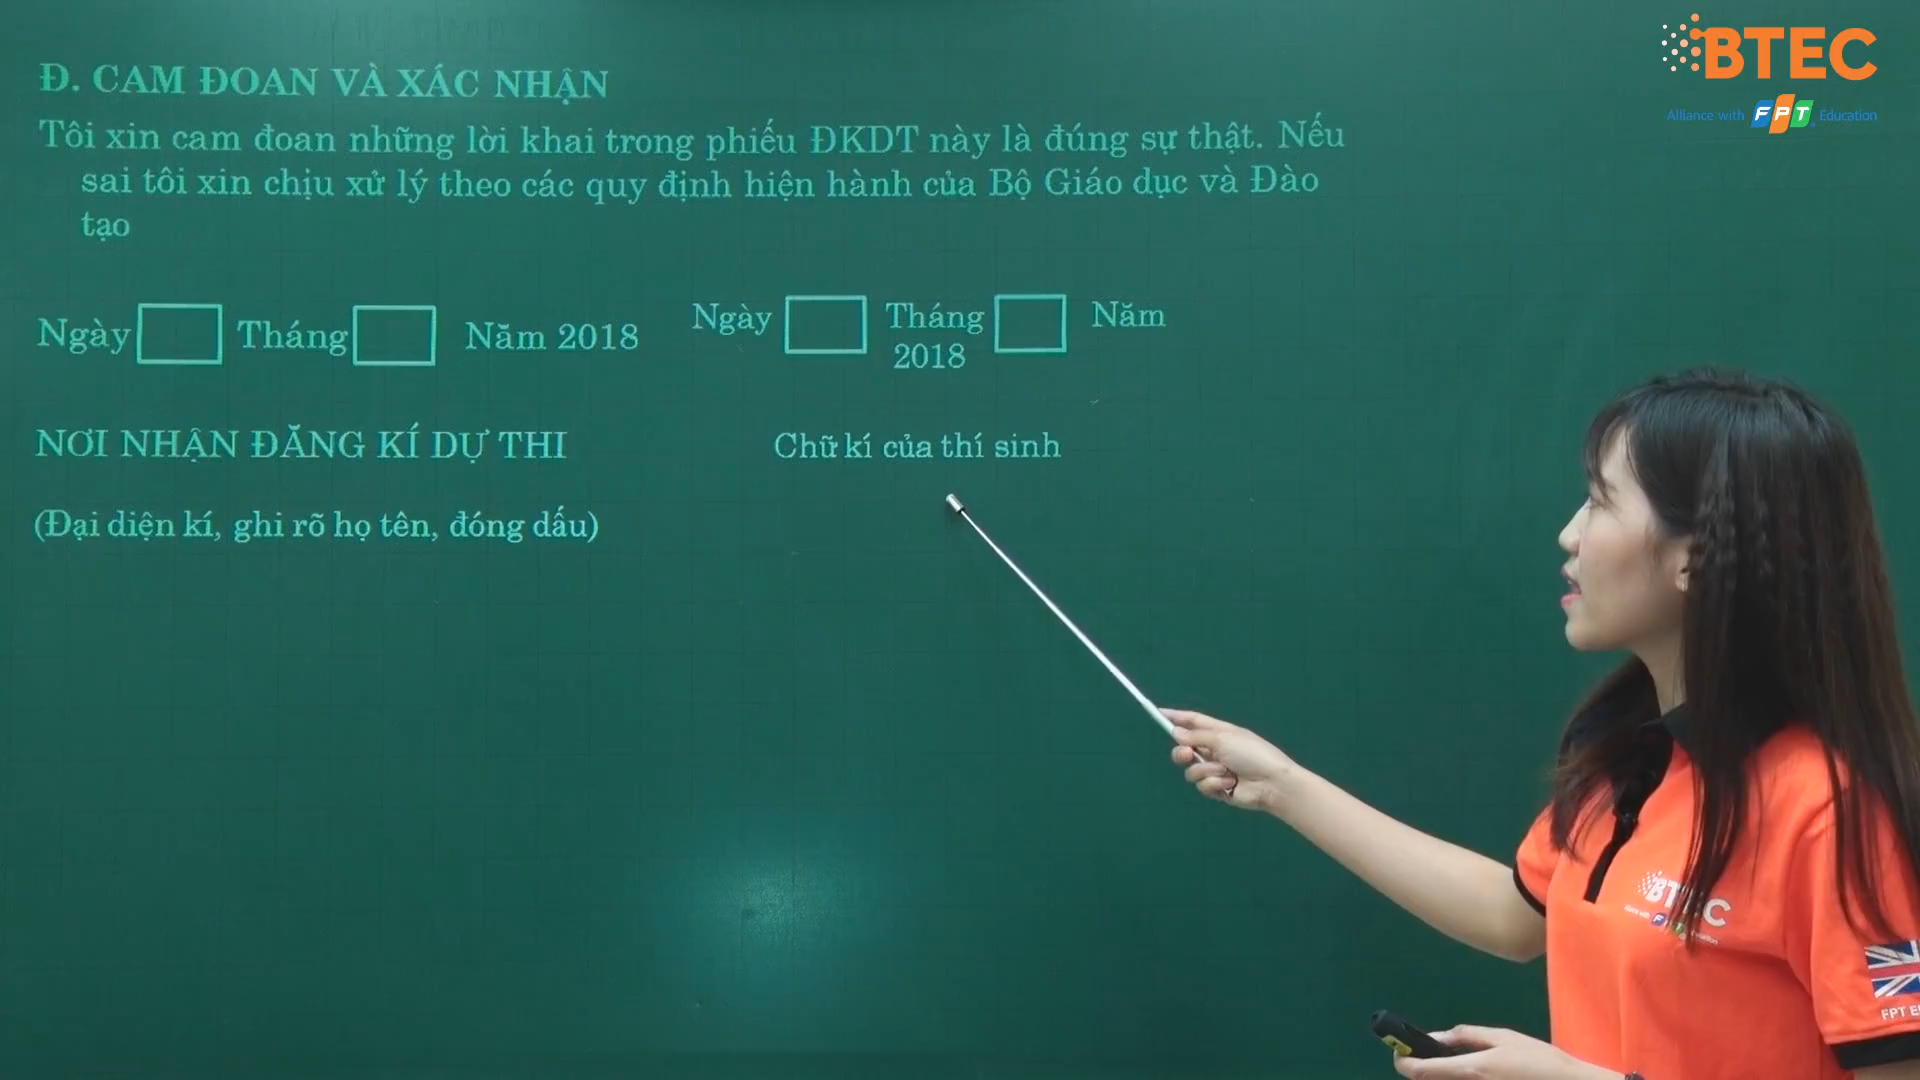 BTEC
Alliance with FPT Education
Đ. CAM ĐOAN VÀ XÁC NHẬN
Tôi xin cam đoan những lời khai trong phiếu ĐKDT này là đúng sự thật. Nếu
sai tôi xin chịu xử lý theo các quy định hiện hành của Bộ Giáo dục và Đào
tạo
Ngày Tháng Năm 2018
Ngày Tháng Năm
2018
NƠI NHẬN ĐĂNG KÍ DỰ THI
Chữ kí của thí sinh
(Đại diện kí, ghi rõ họ tên, đóng dấu)
BTEC
FPT